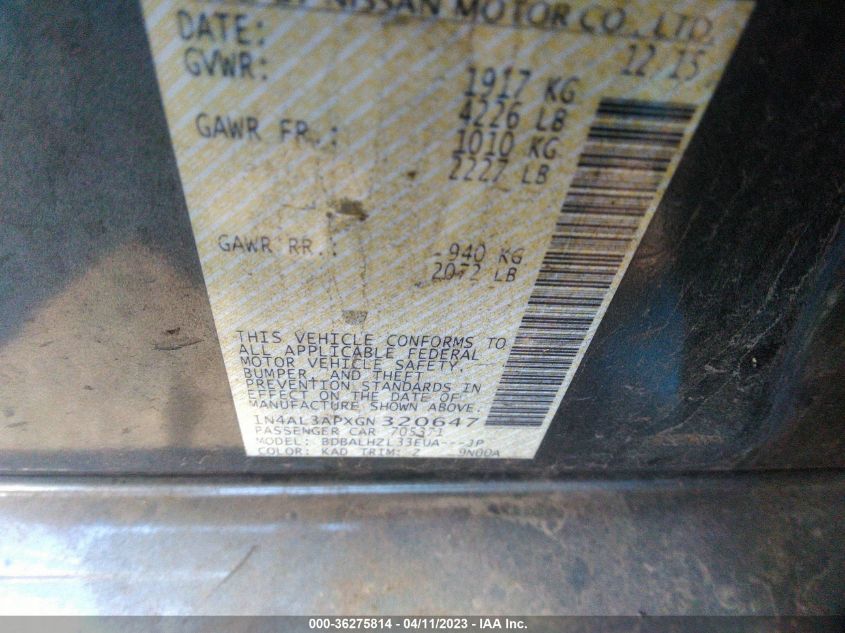 NISSAN MOTOR CO., LTD.
DATE: 12 15
GVWR: 1917 KG
4226 LB
GAWR FR.: 1010 KG
2227 LB
GAWR RR.: 940 KG
2072 LB
THIS VEHICLE CONFORMS TO
ALL APPLICABLE FEDERAL
MOTOR VEHICLE SAFETY,
BUMPER, AND THEFT
PREVENTION STANDARDS IN
EFFECT ON THE DATE OF
MANUFACTURE SHOWN ABOVE.
1N4AL3APXGN320647
PASSENGER CAR 705371
MODEL: BDBALHZL33EUA---JP
COLOR: KAD TRIM: Z 9N00A
000-36275814 - 04/11/2023 - IAA Inc.